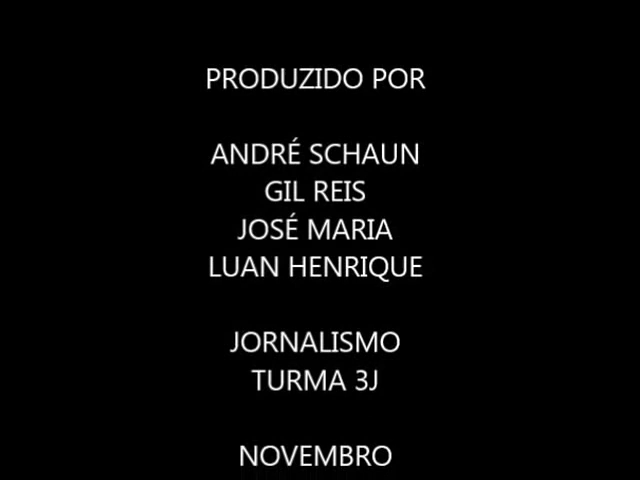 PRODUZIDO POR
ANDRÉ SCHAUN
GIL REIS
JOSÉ MARIA
LUAN HENRIQUE
JORNALISMO
TURMA 3J
NOVEMBRO